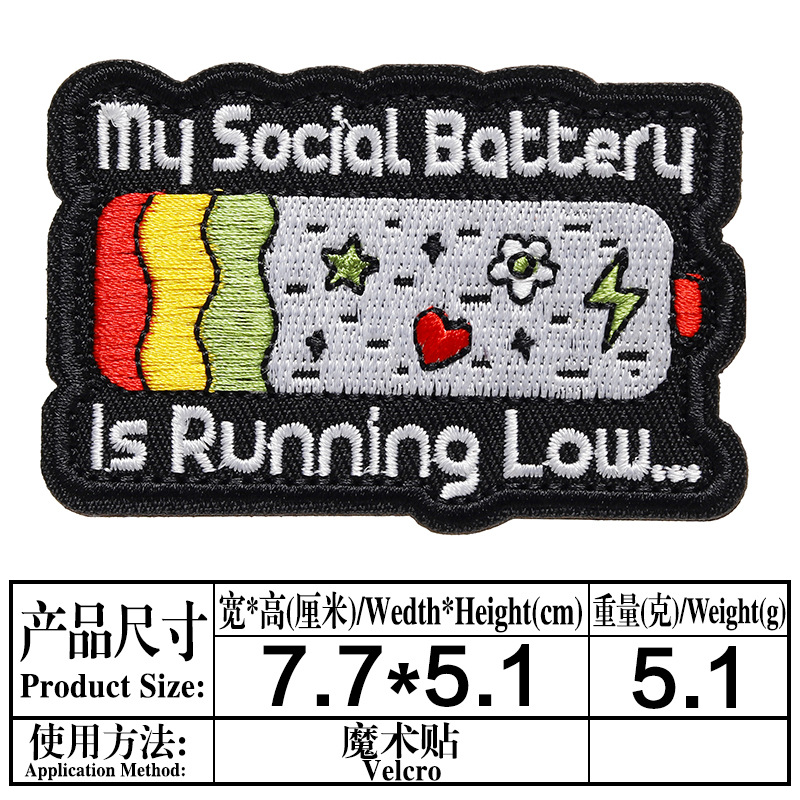 My Social Battery
Is Running Low...
产品尺寸
Product Size:
宽*高(厘米)/Wedth*Height(cm)
重量(克)/Weight(g)
7.7*5.1
5.1
使用方法:
Application Method:
魔术贴
Velcro